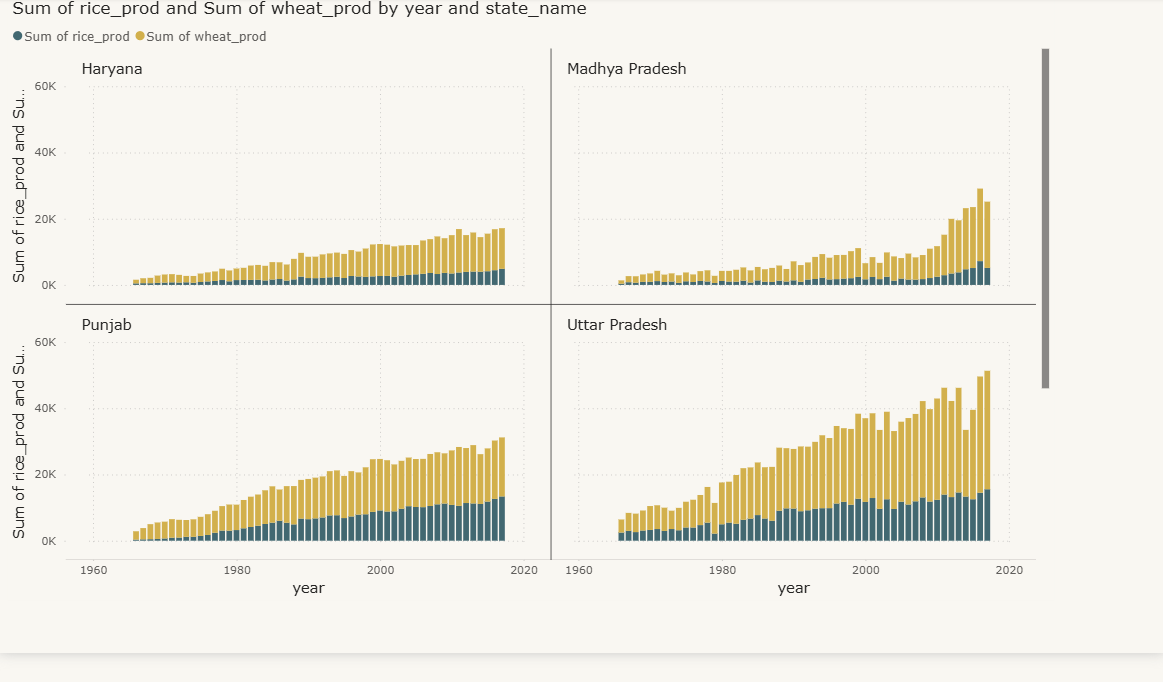 Sum of rice_prod and Sum of wheat_prod by year and state_name
Sum of rice_prod Sum of wheat_prod
Haryana
Madhya Pradesh
Sum of rice_prod and Su...
60K
40K
20K
0K
Punjab
Uttar Pradesh
Sum of rice_prod and Su...
60K
40K
20K
0K
1960 1980 2000 2020 1960 1980 2000 2020
year year